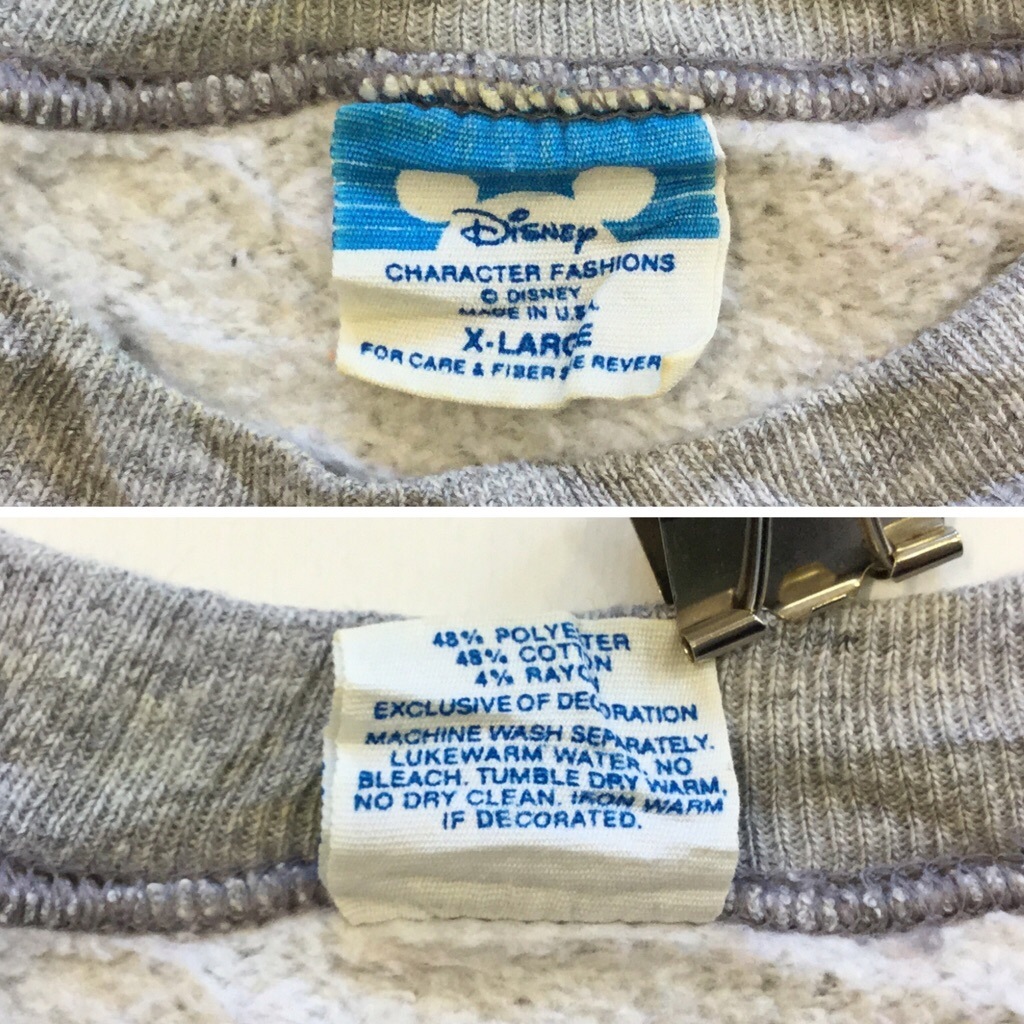 Disney
CHARACTER FASHIONS
© DISNEY
MADE IN U.S.A
X-LARGE
FOR CARE & FIBER SEE REVER
48% POLYESTER
48% COTTON
4% RAYON
EXCLUSIVE OF DECORATION
MACHINE WASH SEPARATELY.
LUKEWARM WATER. NO
BLEACH. TUMBLE DRY WARM.
NO DRY CLEAN. IRON WARM
IF DECORATED.